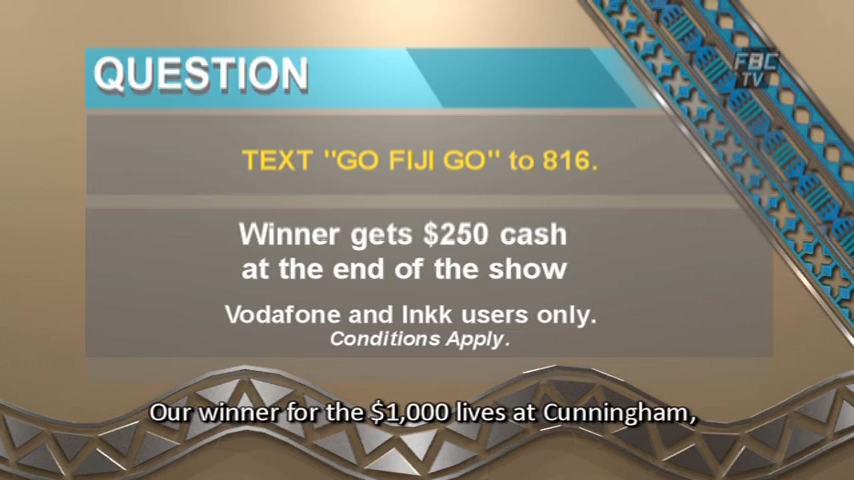 FBC
TV
QUESTION
TEXT "GO FIJI GO" to 816.
Winner gets $250 cash
at the end of the show
Vodafone and Inkk users only.
Conditions Apply.
Our winner for the $1,000 lives at Cunningham,